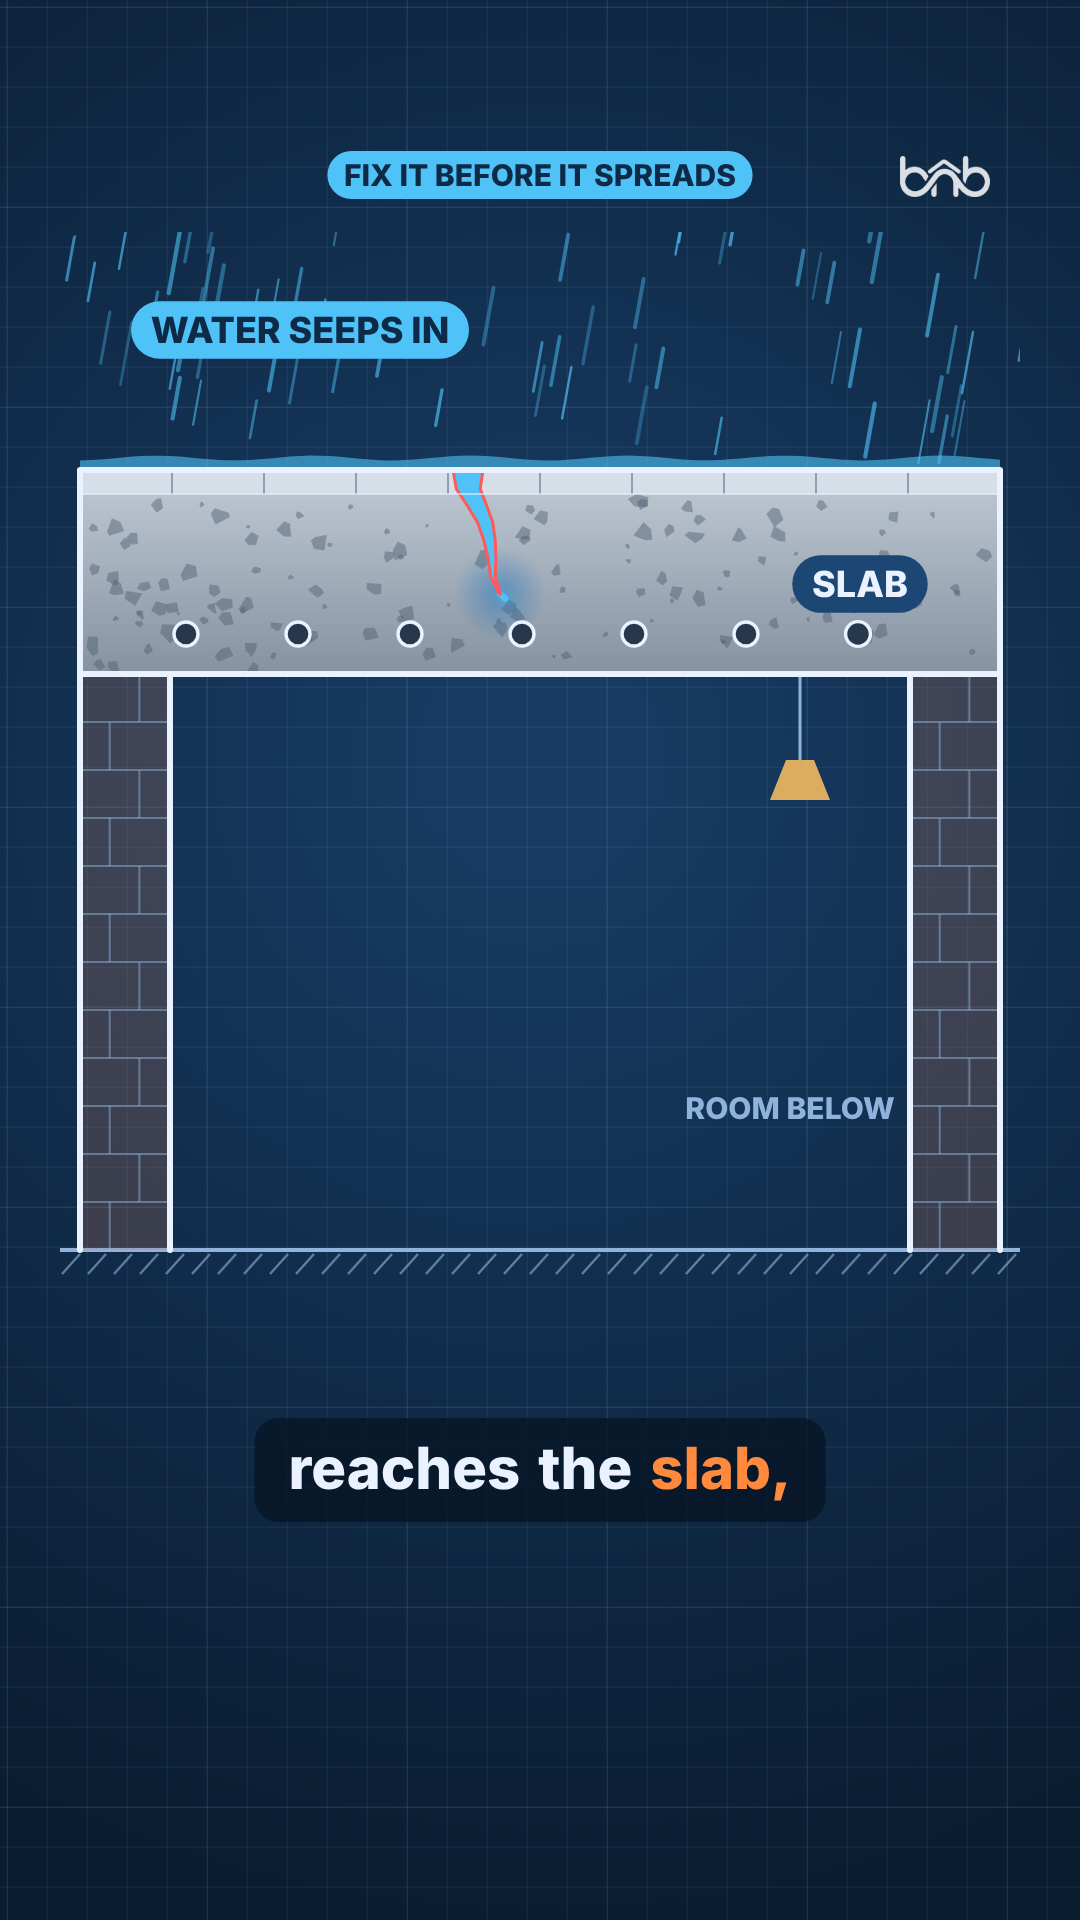 FIX IT BEFORE IT SPREADS
bnb
WATER SEEPS IN
SLAB
ROOM BELOW
reaches the slab,